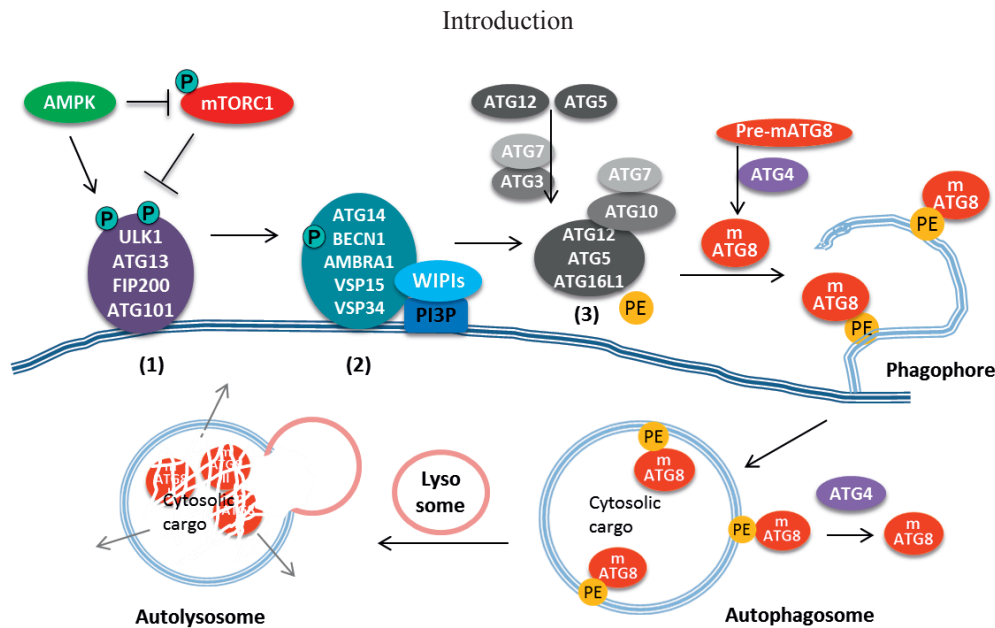 Introduction
AMPK
P
mTORC1
P
P
ULK1
ATG13
FIP200
ATG101
(1)
P
ATG14
BECN1
AMBRA1
VSP15
VSP34
WIPIs
PI3P
(2)
ATG12
ATG5
ATG7
ATG3
ATG7
ATG10
ATG12
ATG5
ATG16L1
(3)
PE
Pre-mATG8
ATG4
m
ATG8
m
ATG8
PE
m
ATG8
PE
Phagophore
PE
m
ATG8
Cytosolic
cargo
PE
m
ATG8
m
ATG8
PE
ATG4
m
ATG8
Autophagosome
Lyso
some
Cytosolic
cargo
Autolysosome